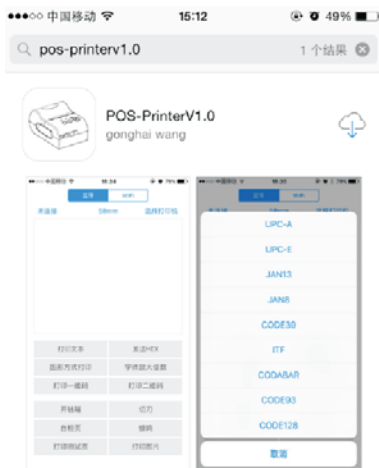 中国移动 15:12 49%
pos-printerv1.0 1 个结果
POS-PrinterV1.0
gonghai wang
蓝牙 WiFi
未连接 58mm 选择打印机
打印文本 发送HEX
图形方式打印 字体放大倍数
打印一维码 打印二维码
开钱箱 切刀
自检页 蜂鸣
打印测试页 打印图片
UPC-A
UPC-E
JAN13
JAN8
CODE39
ITF
CODABAR
CODE93
CODE128
取消